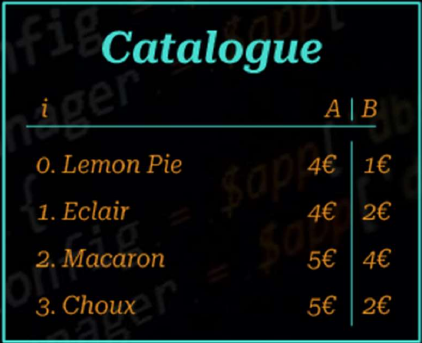 Catalogue
i A | B
0. Lemon Pie 4€ 1€
1. Eclair 4€ 2€
2. Macaron 5€ 4€
3. Choux 5€ 2€